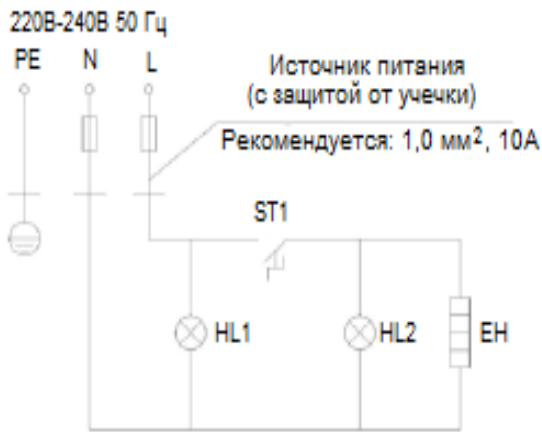 220В-240В 50 Гц
PE N L
Источник питания
(с защитой от учечки)
Рекомендуется: 1,0 мм², 10А
ST1
HL1 HL2 EH